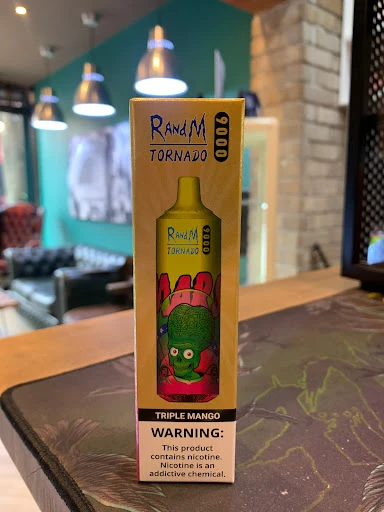 RandM
TORNADO
9000
RandM
TORNADO
9000
TRIPLE MANGO
WARNING:
This product
contains nicotine.
Nicotine is an
addictive chemical.